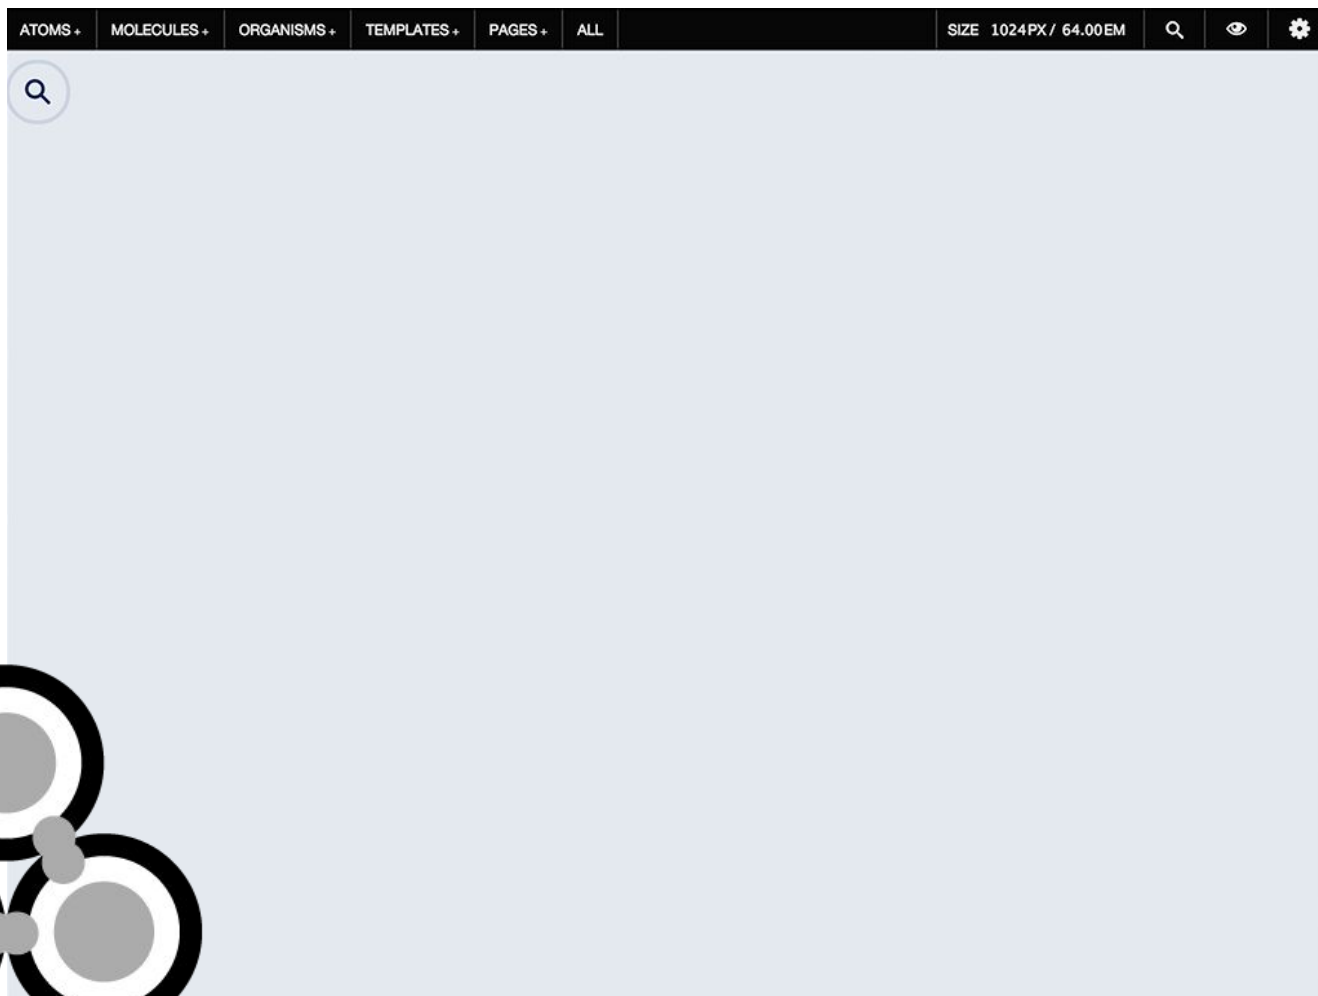 ATOMS + MOLECULES + ORGANISMS + TEMPLATES + PAGES + ALL SIZE 1024PX / 64.00EM